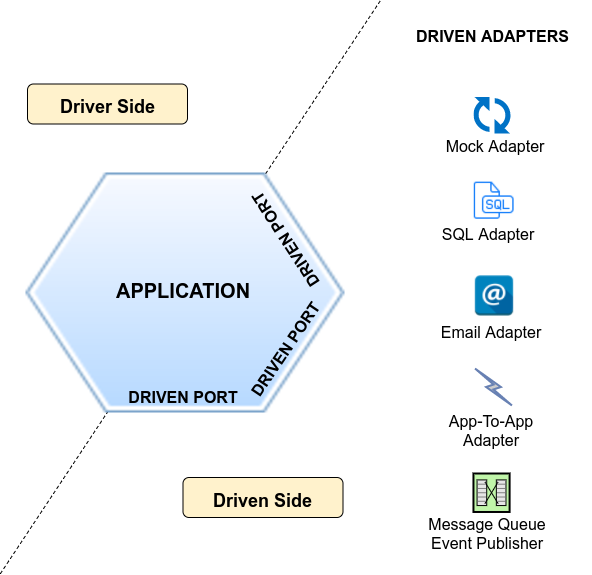 DRIVEN ADAPTERS
Driver Side
Mock Adapter
SQL
SQL Adapter
DRIVEN PORT
APPLICATION
@
Email Adapter
DRIVEN PORT
DRIVEN PORT
App-To-App
Adapter
Driven Side
Message Queue
Event Publisher